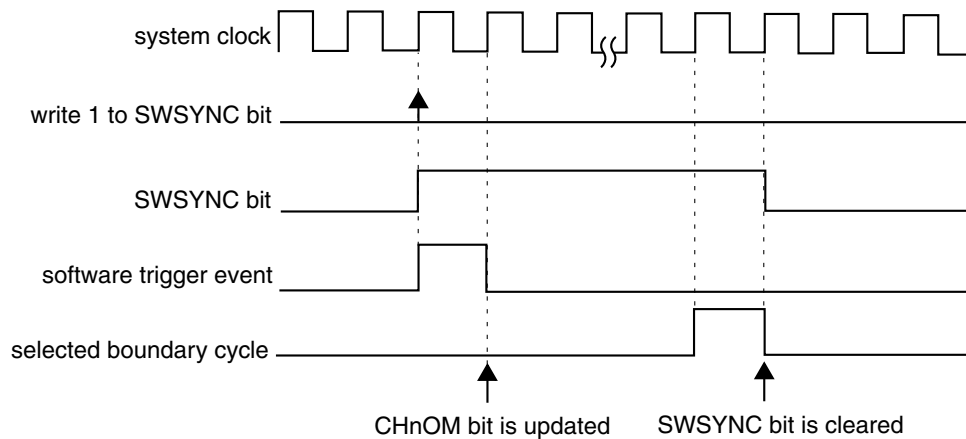 system clock
write 1 to SWSYNC bit
SWSYNC bit
software trigger event
selected boundary cycle
CHnOM bit is updated
SWSYNC bit is cleared